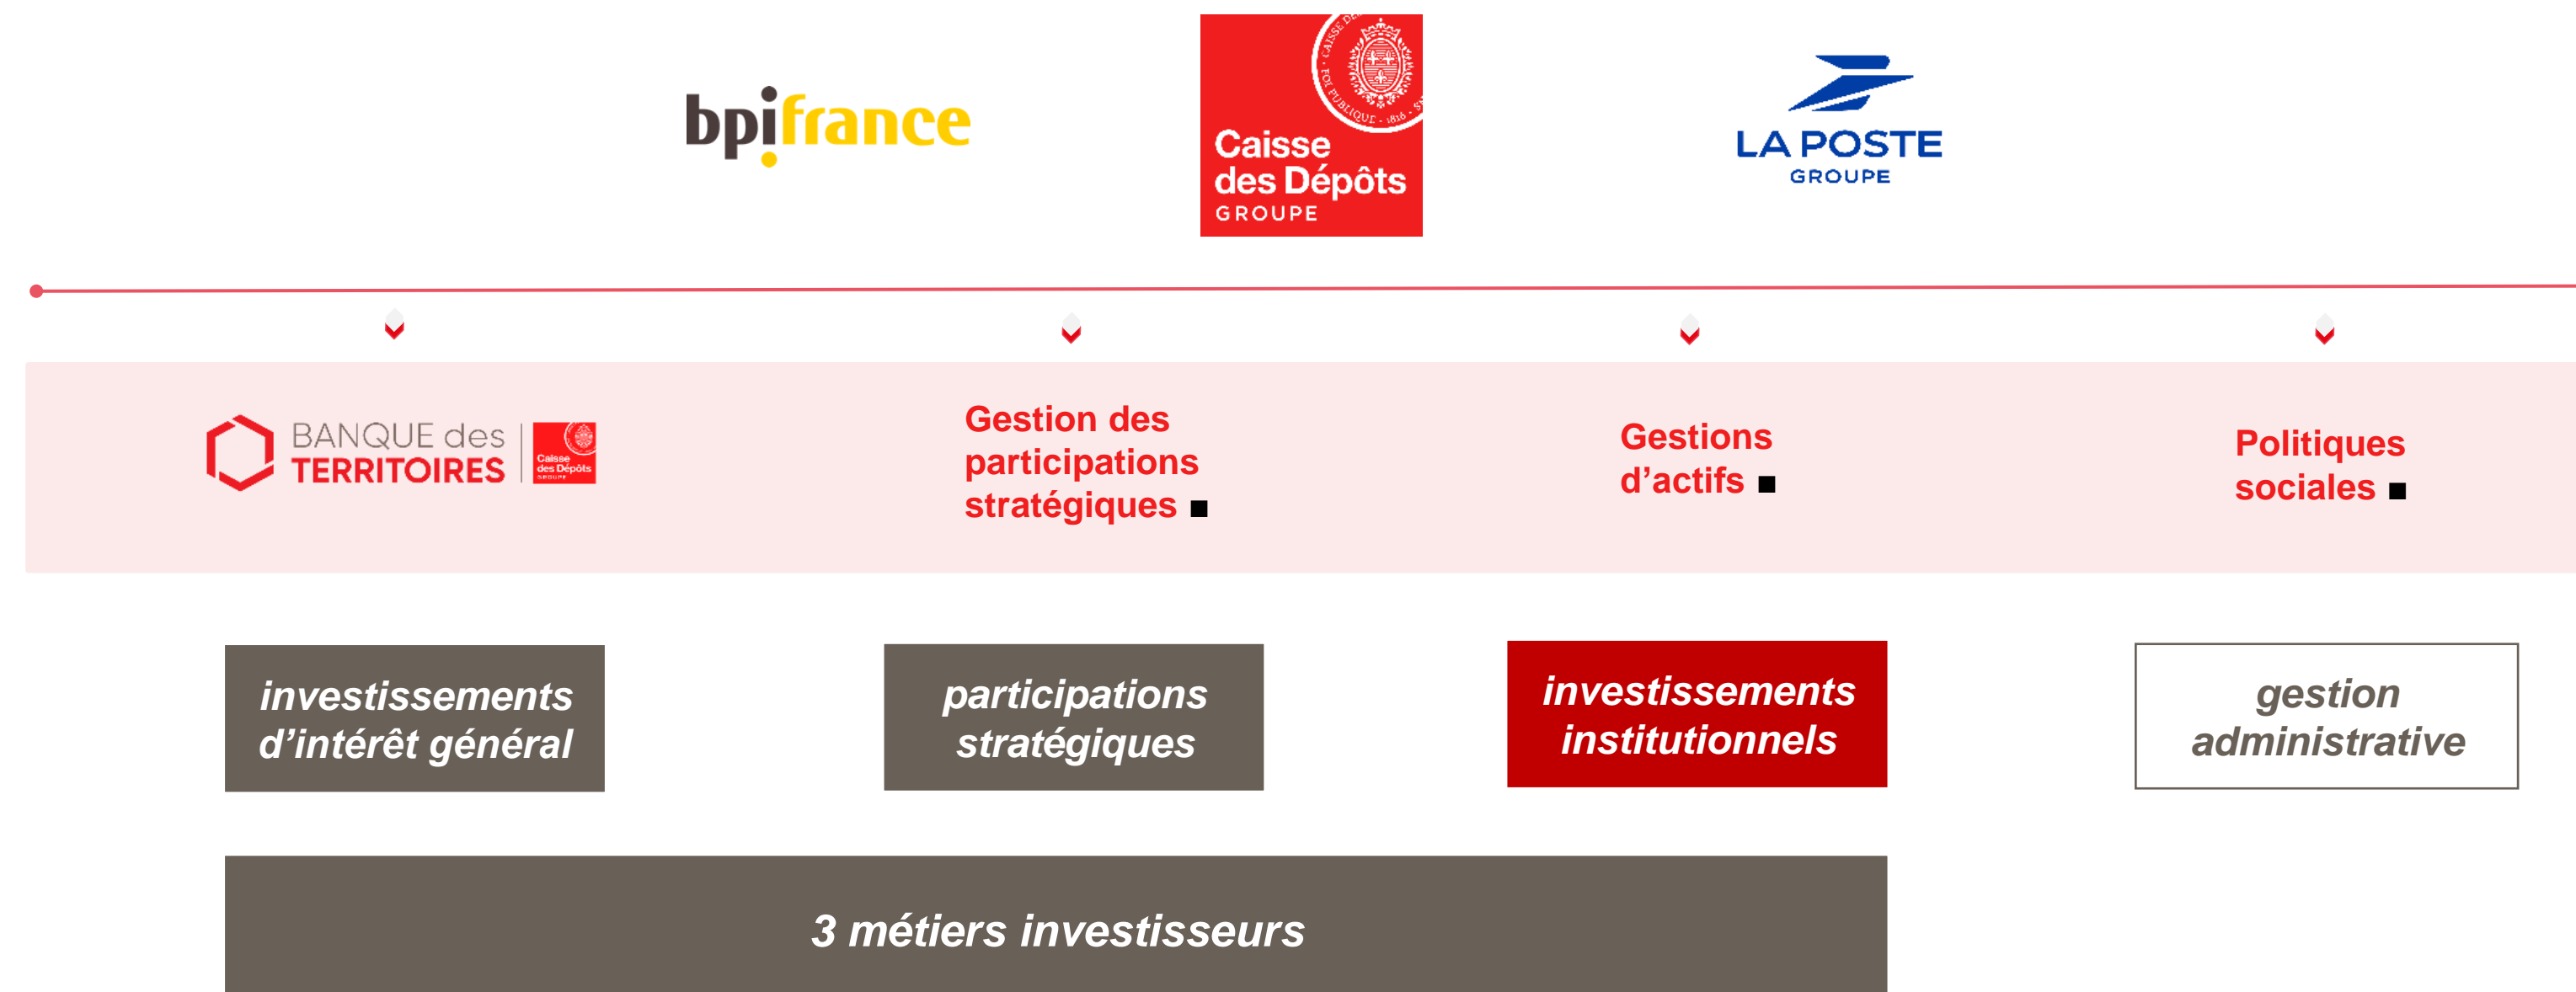 bpifrance
Caisse
des Dépôts
GROUPE
LA POSTE
GROUPE
BANQUE des
TERRITOIRES
Caisse
des Dépôts
GROUPE
Gestion des
participations
stratégiques ■
Gestions
d’actifs ■
Politiques
sociales ■
investissements
d’intérêt général
participations
stratégiques
investissements
institutionnels
gestion
administrative
3 métiers investisseurs